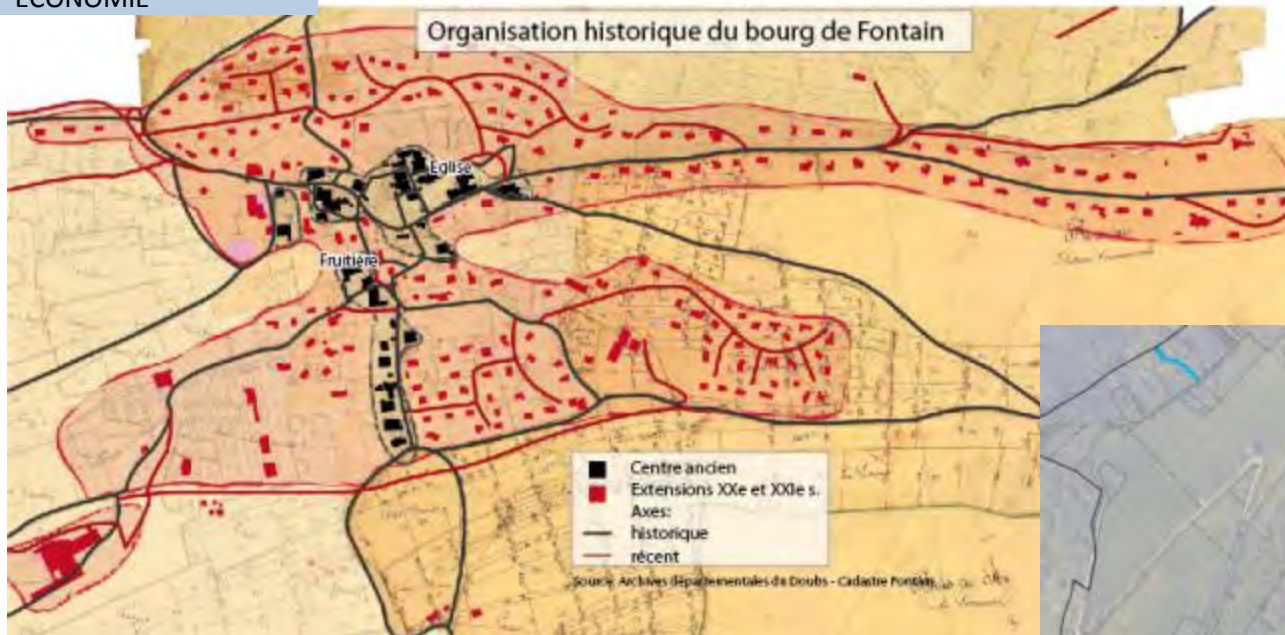 ÉCONOMIE
Organisation historique du bourg de Fontain
Eglise
Fruitière
Centre ancien
Extensions XXe et XXIe s.
Axes:
historique
récent
Source: Archives départementales du Doubs - Cadastre Fontain